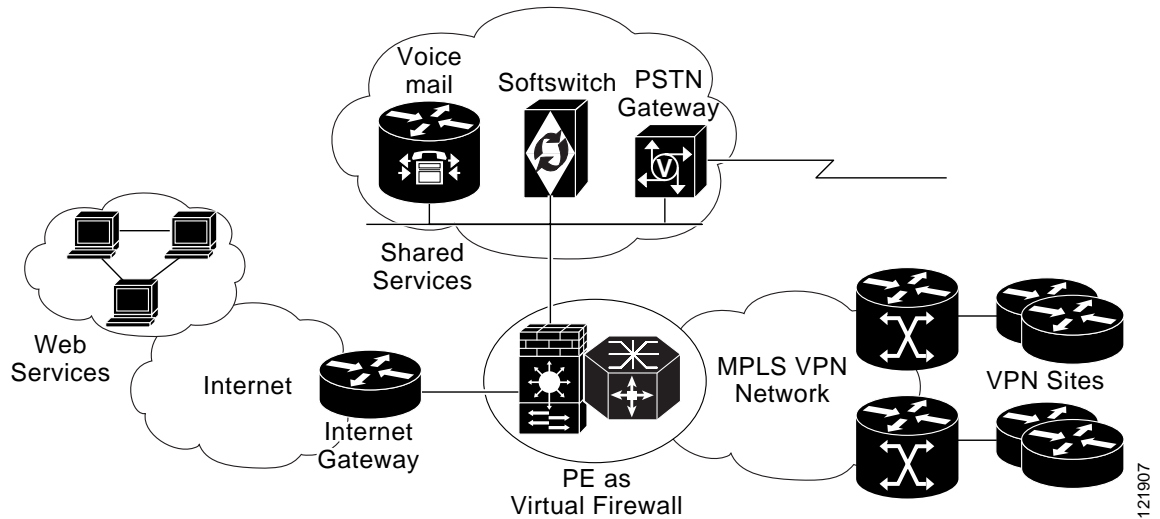 Voice
mail
Softswitch
PSTN
Gateway
V
Shared
Services
Web
Services
Internet
Internet
Gateway
MPLS VPN
Network
VPN Sites
PE as
Virtual Firewall
121907